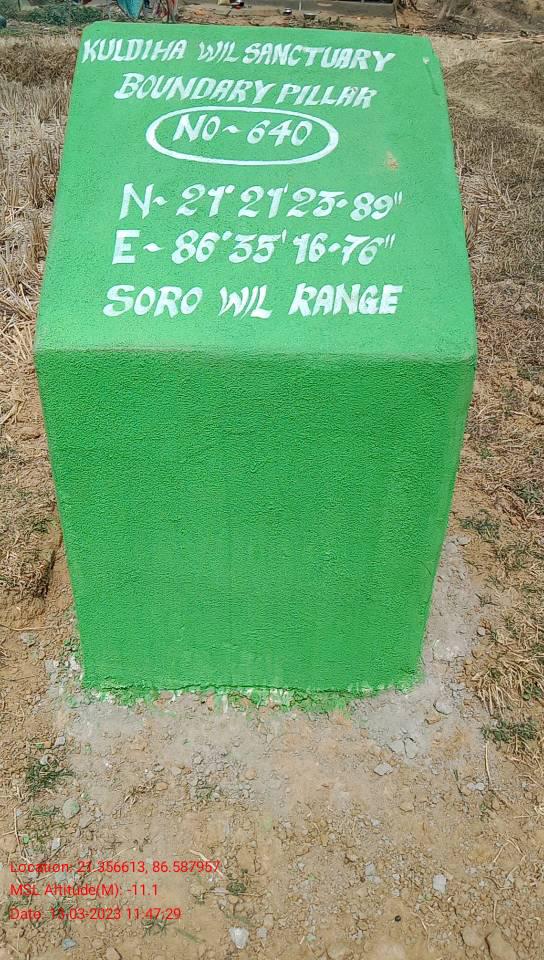 KULDIHA WIL SANCTUARY
BOUNDARY PILLAR
NO~640
N~ 21° 21' 23.89"
E~ 86° 35' 16.76"
SORO WIL RANGE
Location: 21.356613, 86.587957
MSL Altitude(M): -11.1
Date: 13-03-2023 11:47:29